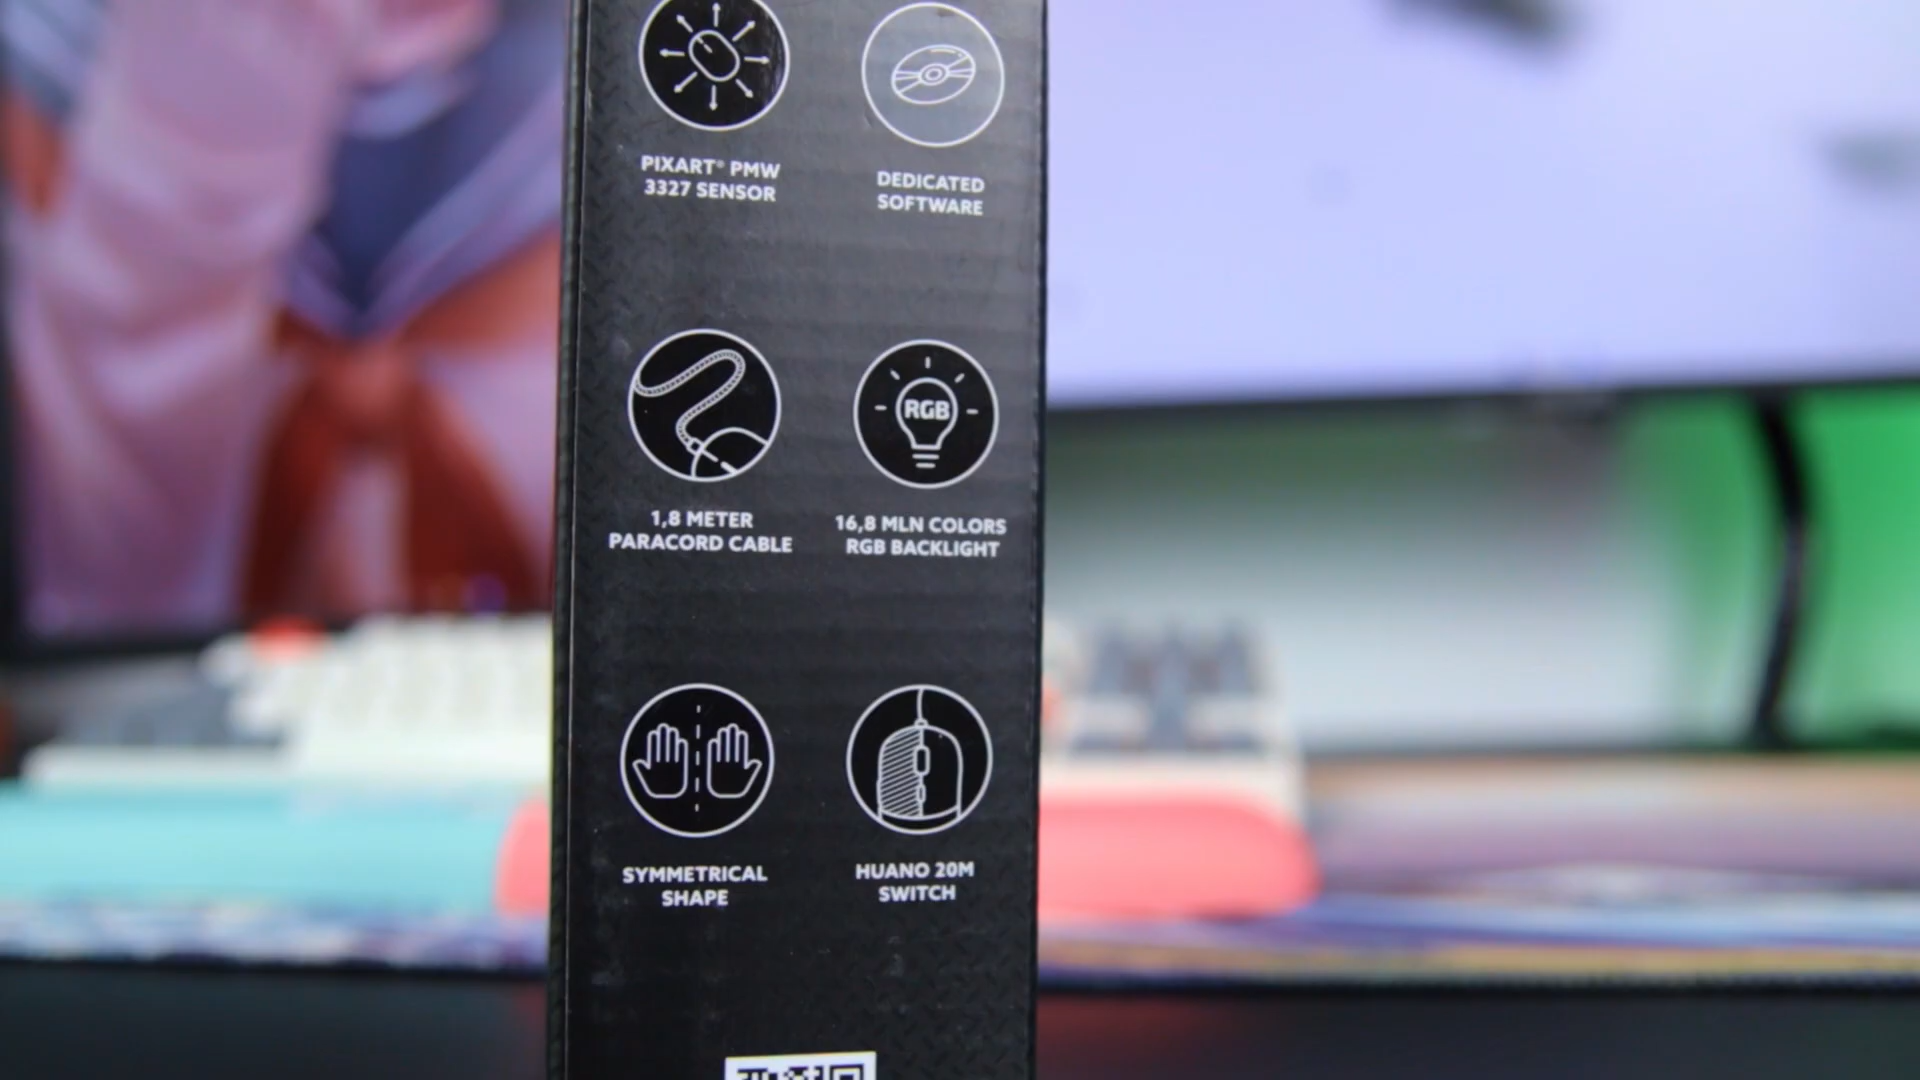 PIXART® PMW
3327 SENSOR
DEDICATED
SOFTWARE
1,8 METER
PARACORD CABLE
RGB
16,8 MLN COLORS
RGB BACKLIGHT
SYMMETRICAL
SHAPE
HUANO 20M
SWITCH